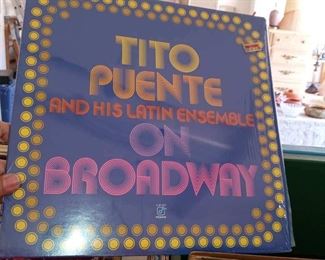 TITO
PUENTE
AND HIS LATIN ENSEMBLE
ON
BROADWAY